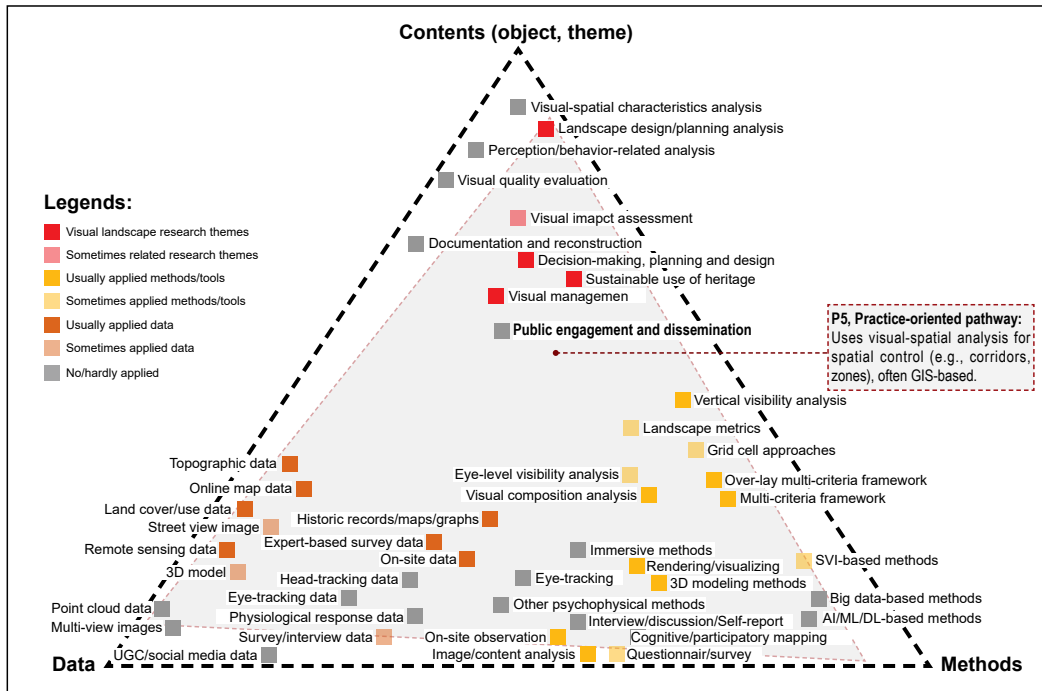 Contents (object, theme)
Visual-spatial characteristics analysis
Landscape design/planning analysis
Perception/behavior-related analysis
Visual quality evaluation
Legends:
Visual landscape research themes
Sometimes related research themes
Usually applied methods/tools
Sometimes applied methods/tools
Usually applied data
Sometimes applied data
No/hardly applied
Visual imapct assessment
Documentation and reconstruction
Decision-making, planning and design
Sustainable use of heritage
Visual managemen
Public engagement and dissemination
P5, Practice-oriented pathway:
Uses visual-spatial analysis for
spatial control (e.g., corridors,
zones), often GIS-based.
Vertical visibility analysis
Landscape metrics
Grid cell approaches
Topographic data
Eye-level visibility analysis
Over-lay multi-criteria framework
Online map data
Visual composition analysis
Multi-criteria framework
Land cover/use data
Street view image
Historic records/maps/graphs
Remote sensing data
Expert-based survey data
Immersive methods
On-site data
Rendering/visualizing
SVI-based methods
3D model
Head-tracking data
Eye-tracking
3D modeling methods
Eye-tracking data
Big data-based methods
Point cloud data
Other psychophysical methods
Physiological response data
Interview/discussion/Self-report
AI/ML/DL-based methods
Multi-view images
Survey/interview data
On-site observation
Cognitive/participatory mapping
UGC/social media data
Image/content analysis
Questionnair/survey
Data
Methods